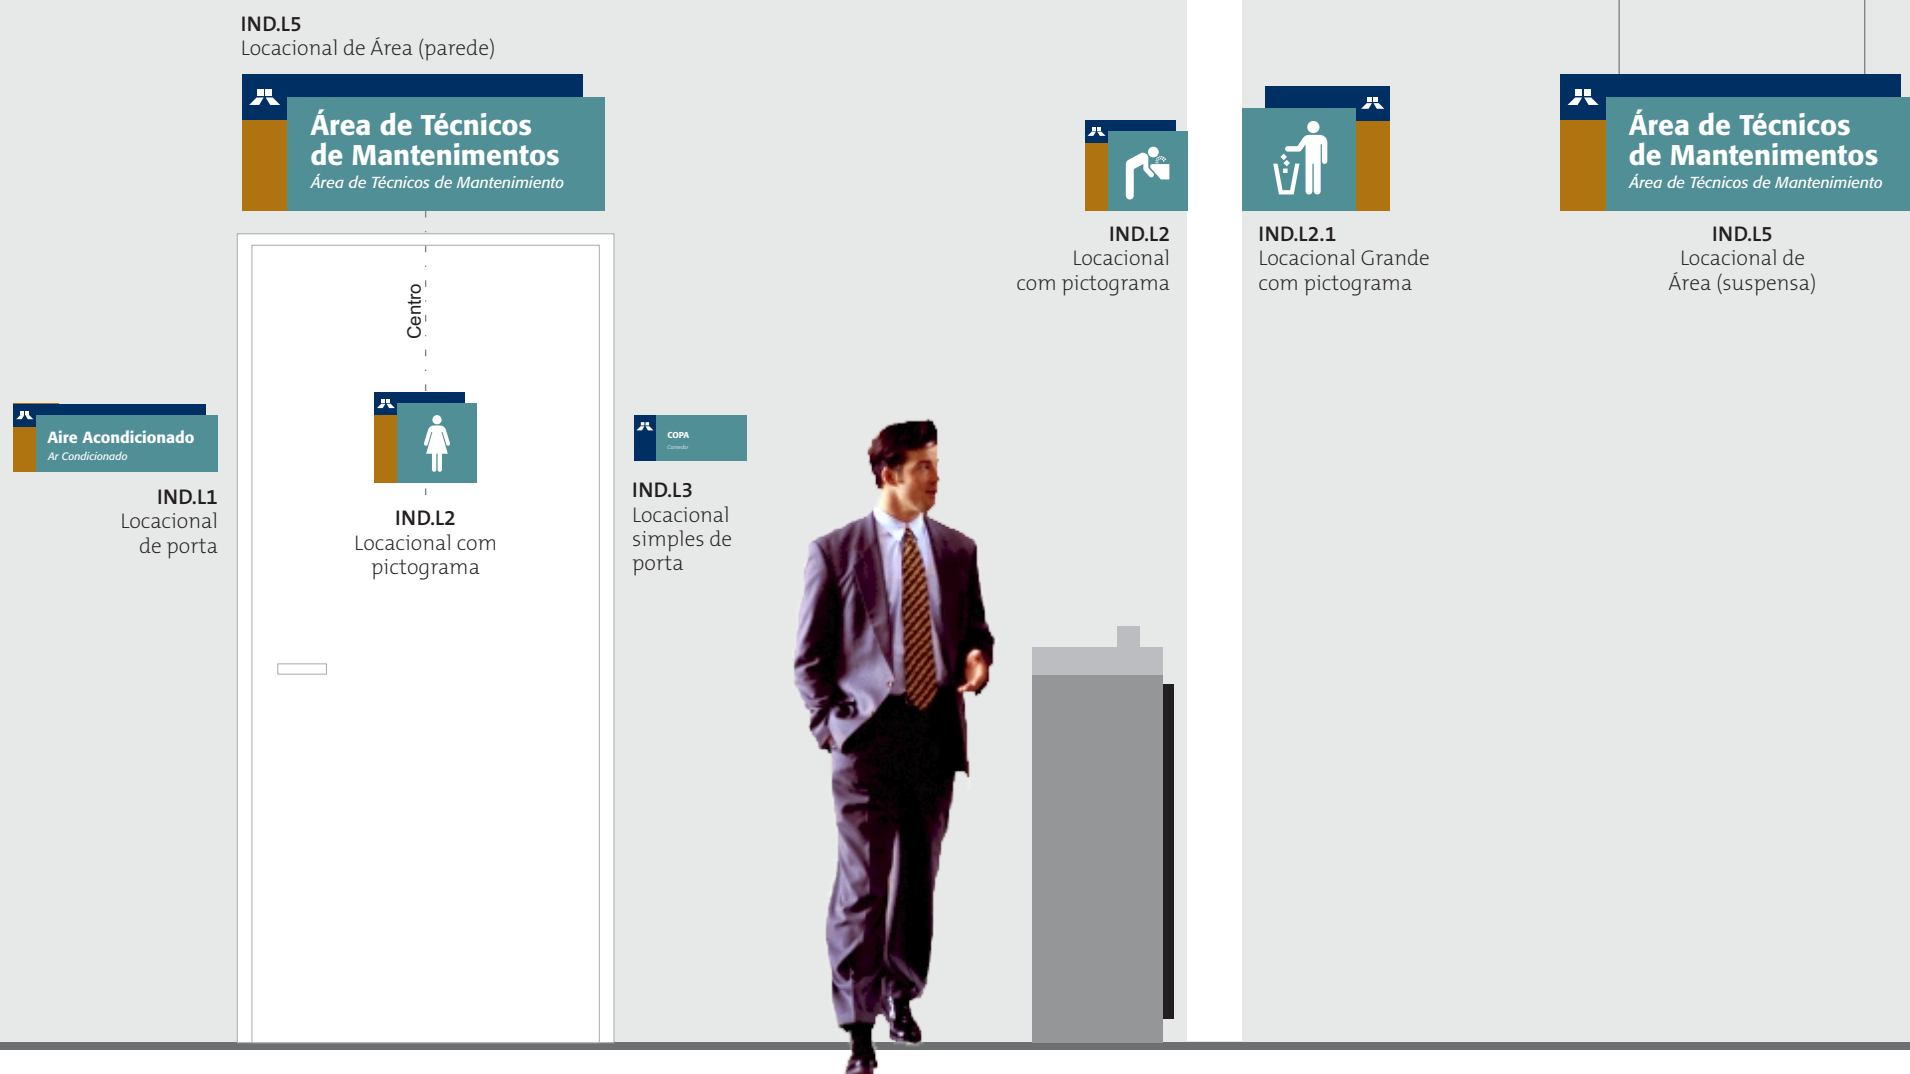 IND.L5
Locacional de Área (parede)
Área de Técnicos
de Mantenimentos
Área de Técnicos de Mantenimiento
Centro
Aire Acondicionado
Ar Condicionado
IND.L1
Locacional
de porta
IND.L2
Locacional com
pictograma
COPA
Comedor
IND.L3
Locacional
simples de
porta
IND.L2
Locacional
com pictograma
IND.L2.1
Locacional Grande
com pictograma
Área de Técnicos
de Mantenimentos
Área de Técnicos de Mantenimiento
IND.L5
Locacional de
Área (suspensa)